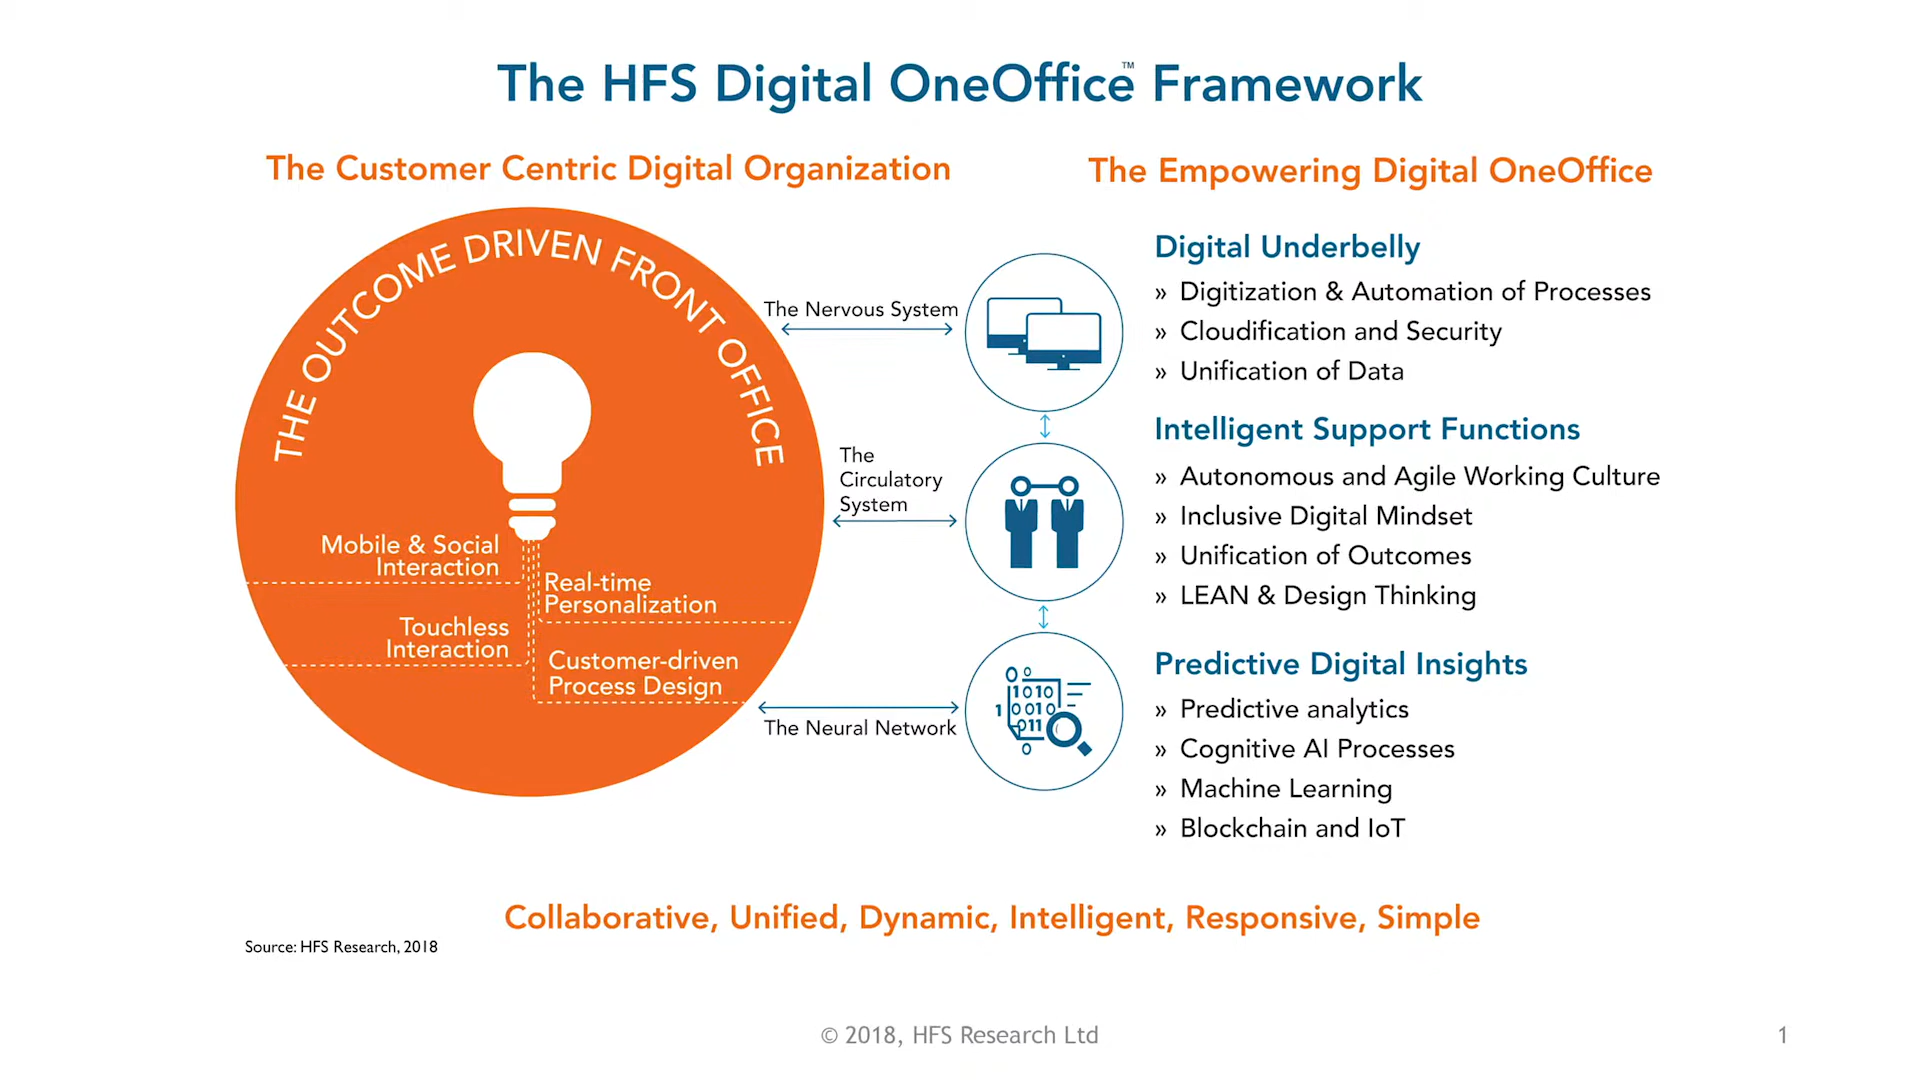 The HFS Digital OneOffice™ Framework
The Customer Centric Digital Organization
The Empowering Digital OneOffice
THE OUTCOME DRIVEN FRONT OFFICE
Mobile & Social
Interaction
Real-time
Personalization
Touchless
Interaction
Customer-driven
Process Design
The Nervous System
The
Circulatory
System
The Neural Network
1010
1 0010
011
0
Digital Underbelly
» Digitization & Automation of Processes
» Cloudification and Security
» Unification of Data
Intelligent Support Functions
» Autonomous and Agile Working Culture
» Inclusive Digital Mindset
» Unification of Outcomes
» LEAN & Design Thinking
Predictive Digital Insights
» Predictive analytics
» Cognitive AI Processes
» Machine Learning
» Blockchain and IoT
Collaborative, Unified, Dynamic, Intelligent, Responsive, Simple
Source: HFS Research, 2018
© 2018, HFS Research Ltd
1